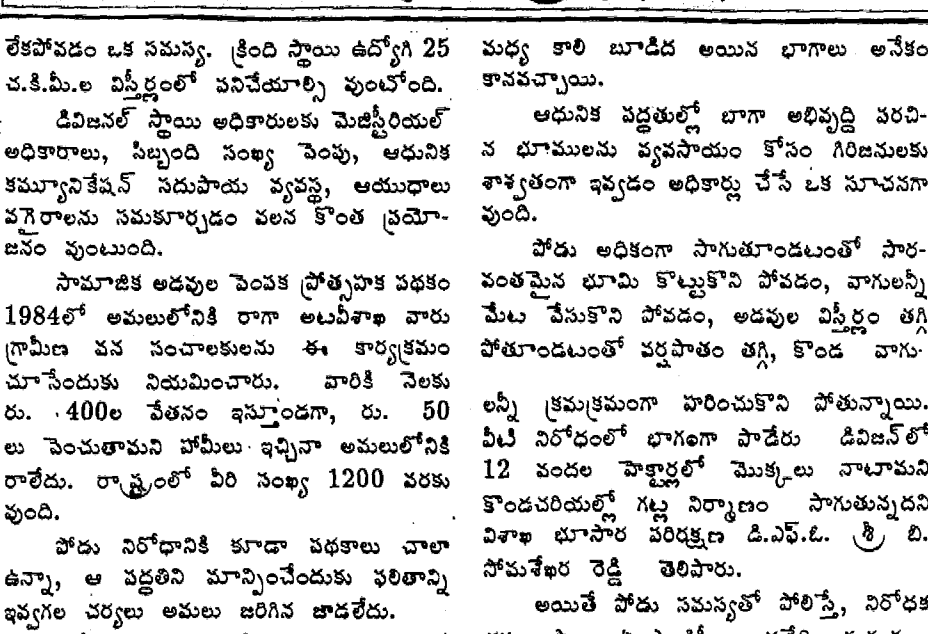 లేకపోవడం ఒక సమస్య. క్రింది స్థాయి ఉద్యోగి 25
చ.కి.మీ.ల విస్తీర్ణంలో పనిచేయాల్సి వుంటోంది.
డివిజనల్ స్థాయి అధికారులకు మెజిస్టీరియల్
అధికారాలు, సిబ్బంది సంఖ్య పెంపు, ఆధునిక
కమ్యూనికేషన్ సదుపాయ వ్యవస్థ, ఆయుధాలు
వగైరాలను సమకూర్చడం వలన కొంత ప్రయో-
జనం వుంటుంది.
సామాజిక అడవుల పెంపక ప్రోత్సహక పథకం
1984లో అమలులోనికి రాగా అటవీశాఖ వారు
గ్రామీణ వన సంచాలకులను ఈ కార్యక్రమం
చూసేందుకు నియమించారు. వారికి నెలకు
రు. 400ల వేతనం ఇస్తూండగా, రు. 50
లు పెంచుతామని హామీలు ఇచ్చినా అమలులోనికి
రాలేదు. రాష్ట్రంలో వీరి సంఖ్య 1200 వరకు
వుంది.
పోడు నిరోధానికి కూడా పథకాలు చాలా
ఉన్నా, ఆ పద్ధతిని మాన్పించేందుకు ఫలితాన్ని
ఇవ్వగల చర్యలు అమలు జరిగిన జాడలేదు.
మధ్య కాలి బూడిద అయిన భాగాలు అనేకం
కానవచ్చాయి.
ఆధునిక పద్ధతుల్లో బాగా అభివృద్ది పరచి-
న భూములను వ్యవసాయం కోసం గిరిజనులకు
శాశ్వతంగా ఇవ్వడం అధికార్లు చేసే ఒక సూచనగా
వుంది.
పోడు అధికంగా సాగుతూండటంతో సార-
వంతమైన భూమి కొట్టుకొని పోవడం, వాగులన్నీ
మేట వేసుకొని పోవడం, అడవుల విస్తీర్ణం తగ్గి
పోతూండటంతో వర్షపాతం తగ్గి, కొండ వాగు-
లన్నీ క్రమక్రమంగా హరించుకొని పోతున్నాయి.
వీటి నిరోధంలో భాగంగా పాడేరు డివిజన్‌లో
12 వందల హెక్టార్లలో మొక్కలు నాటామని
కొండచరియల్లో గట్ల నిర్మాణం సాగుతున్నదని
విశాఖ భూసార పరిరక్షణ డి.ఎఫ్.ఓ. శ్రీ బి.
సోమశేఖర రెడ్డి తెలిపారు.
అయితే పోడు సమస్యతో పోలిస్తే, నిరోధక